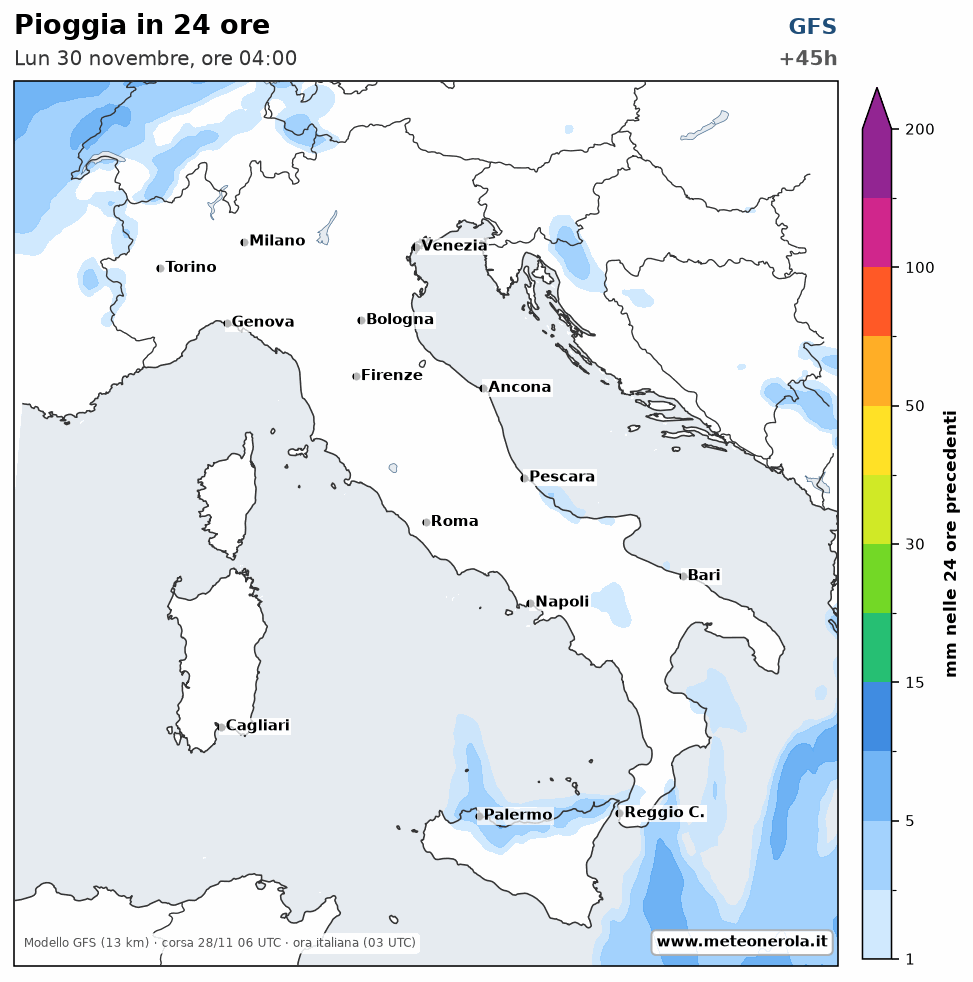 Pioggia in 24 ore
GFS
Lun 30 novembre, ore 04:00
+45h
200
Milano
Venezia
Torino
100
Genova
Bologna
Firenze
Ancona
50
Pescara
Roma
30
Bari
Napoli
mm nelle 24 ore precedenti
15
Cagliari
Palermo
Reggio C.
5
Modello GFS (13 km) · corsa 28/11 06 UTC · ora italiana (03 UTC)
www.meteonerola.it
1